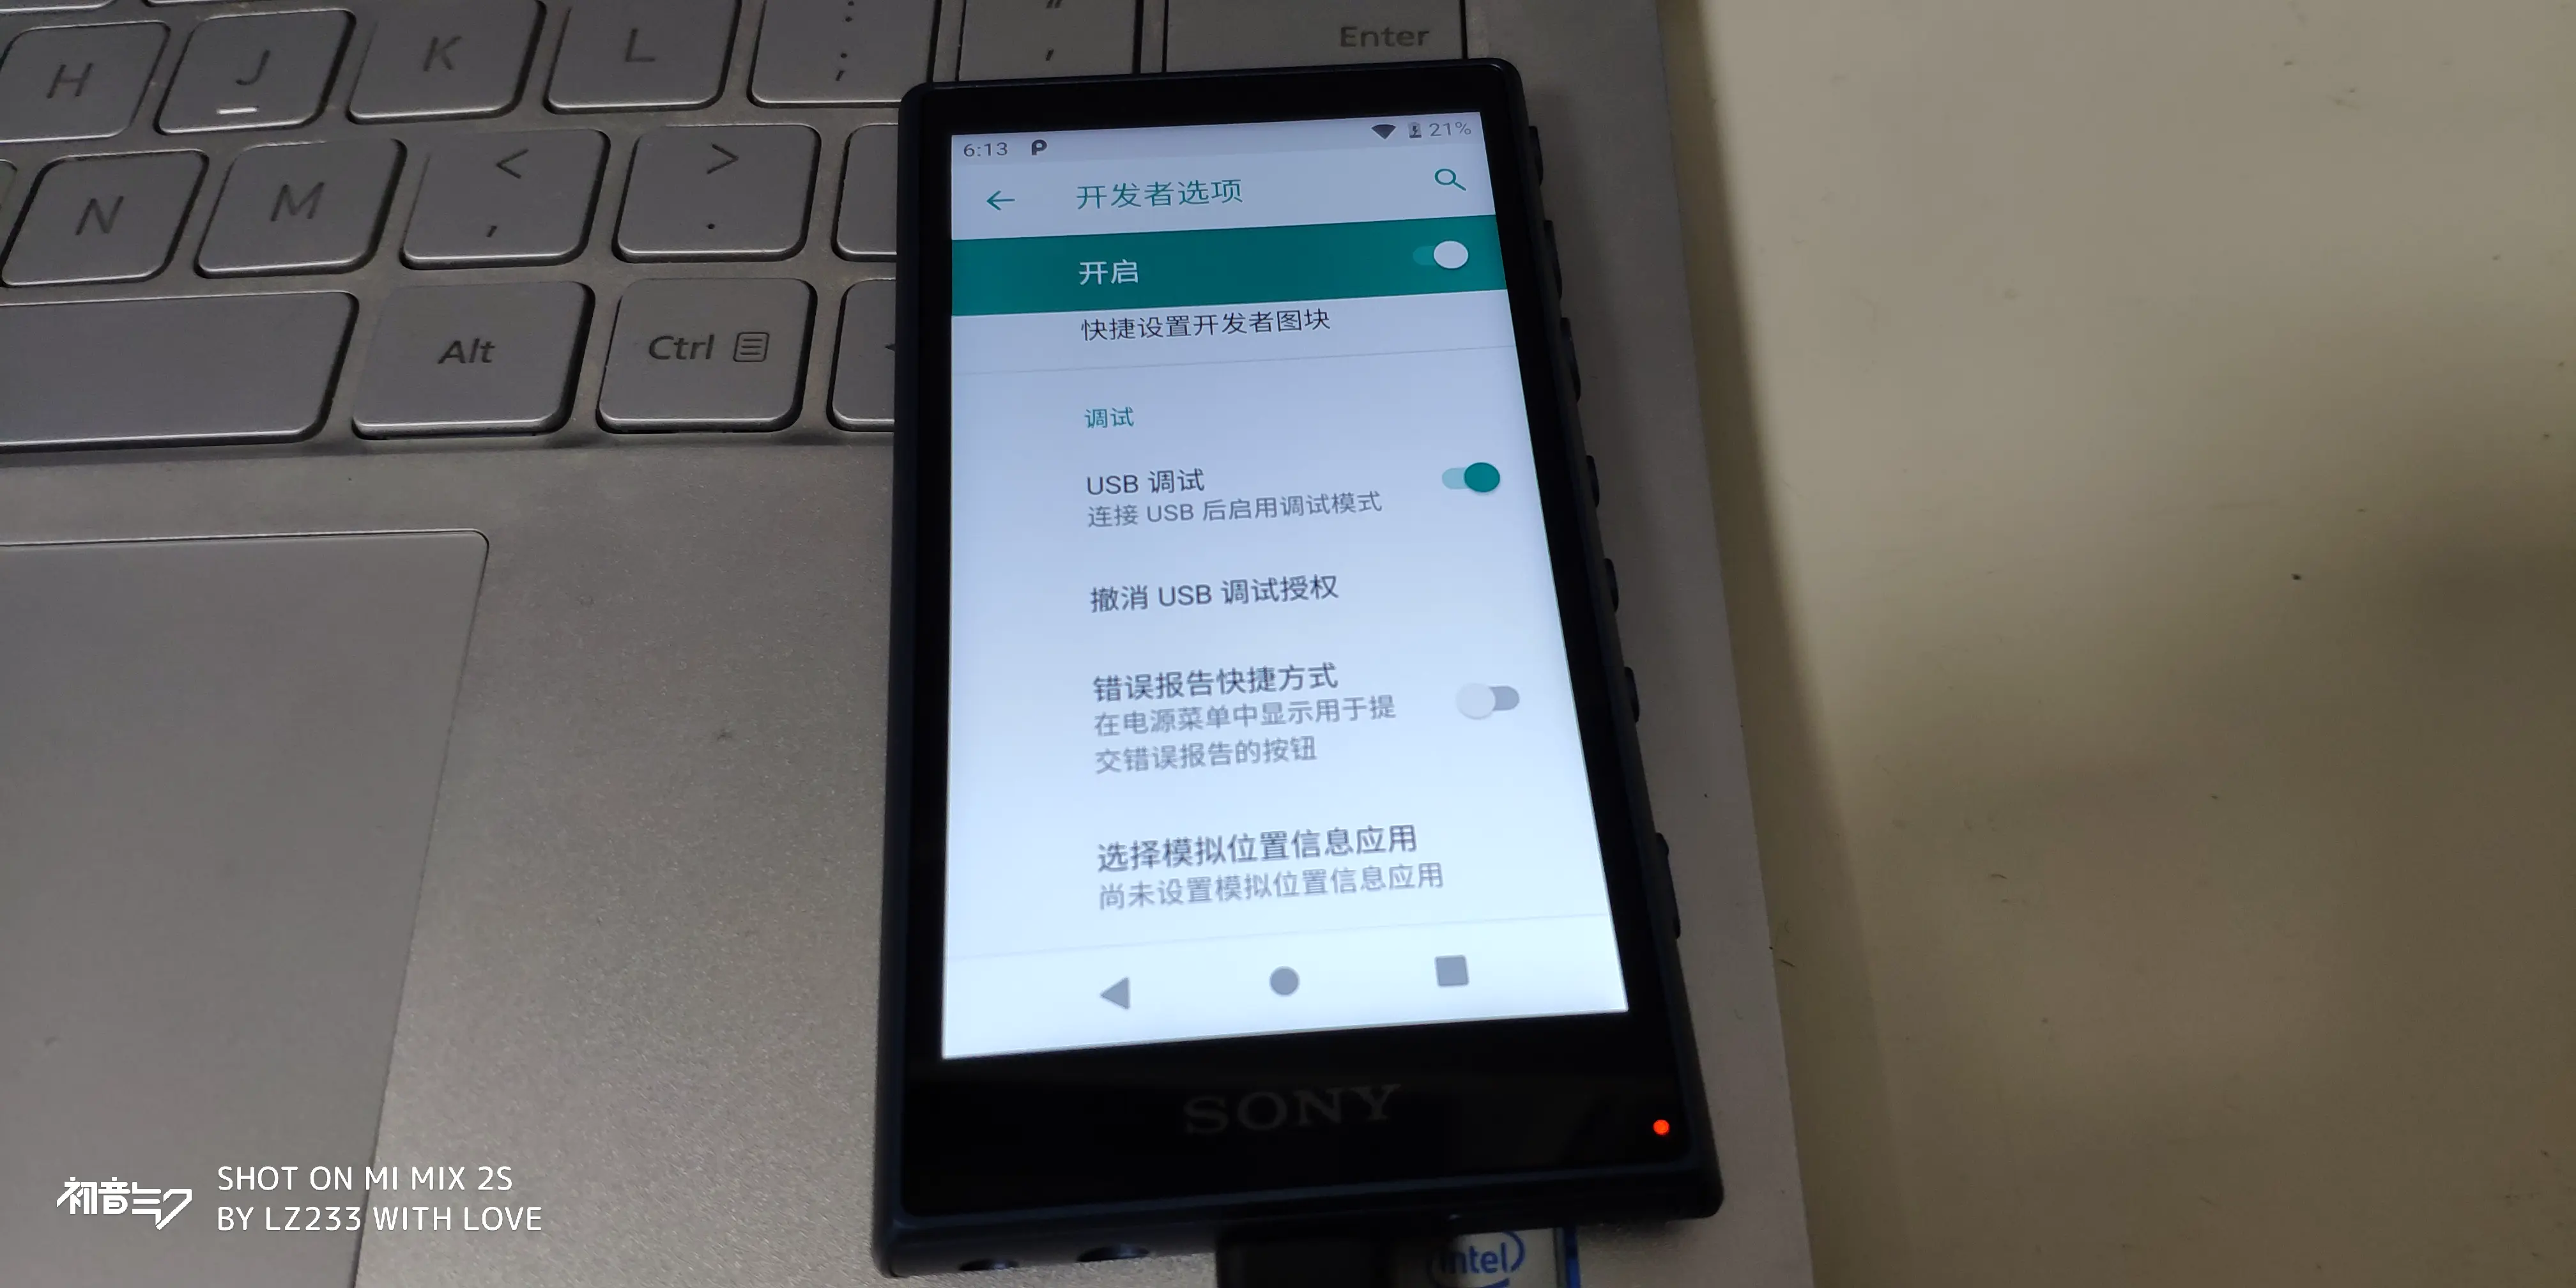 H
J
K
L
:
;
"
,
Enter
N
M
<
,
>
.
Alt
Ctrl
6:13
21%
开发者选项
开启
快捷设置开发者图块
调试
USB 调试
连接 USB 后启用调试模式
撤消 USB 调试授权
错误报告快捷方式
在电源菜单中显示用于提
交错误报告的按钮
选择模拟位置信息应用
尚未设置模拟位置信息应用
SONY
intel
初音ミク
SHOT ON MI MIX 2S
BY LZ233 WITH LOVE